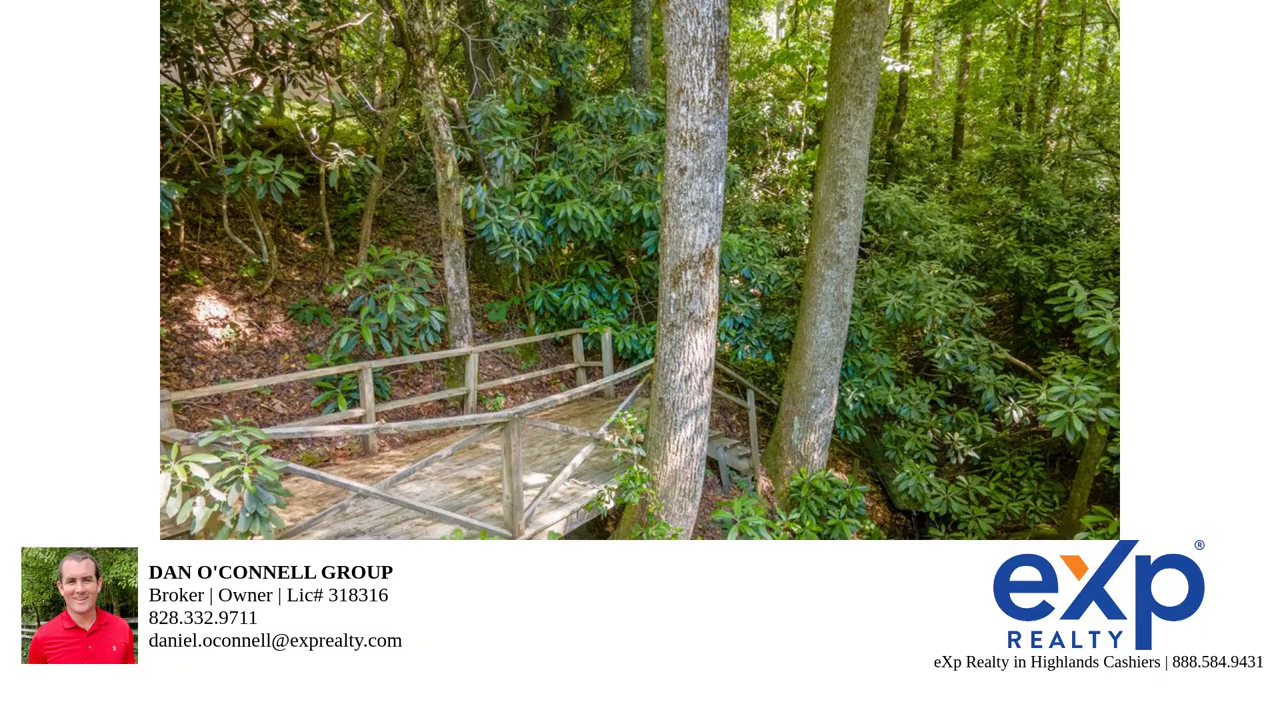 DAN O'CONNELL GROUP
Broker | Owner | Lic# 318316
828.332.9711
daniel.oconnell@exprealty.com
eXp®
REALTY
eXp Realty in Highlands Cashiers | 888.584.9431